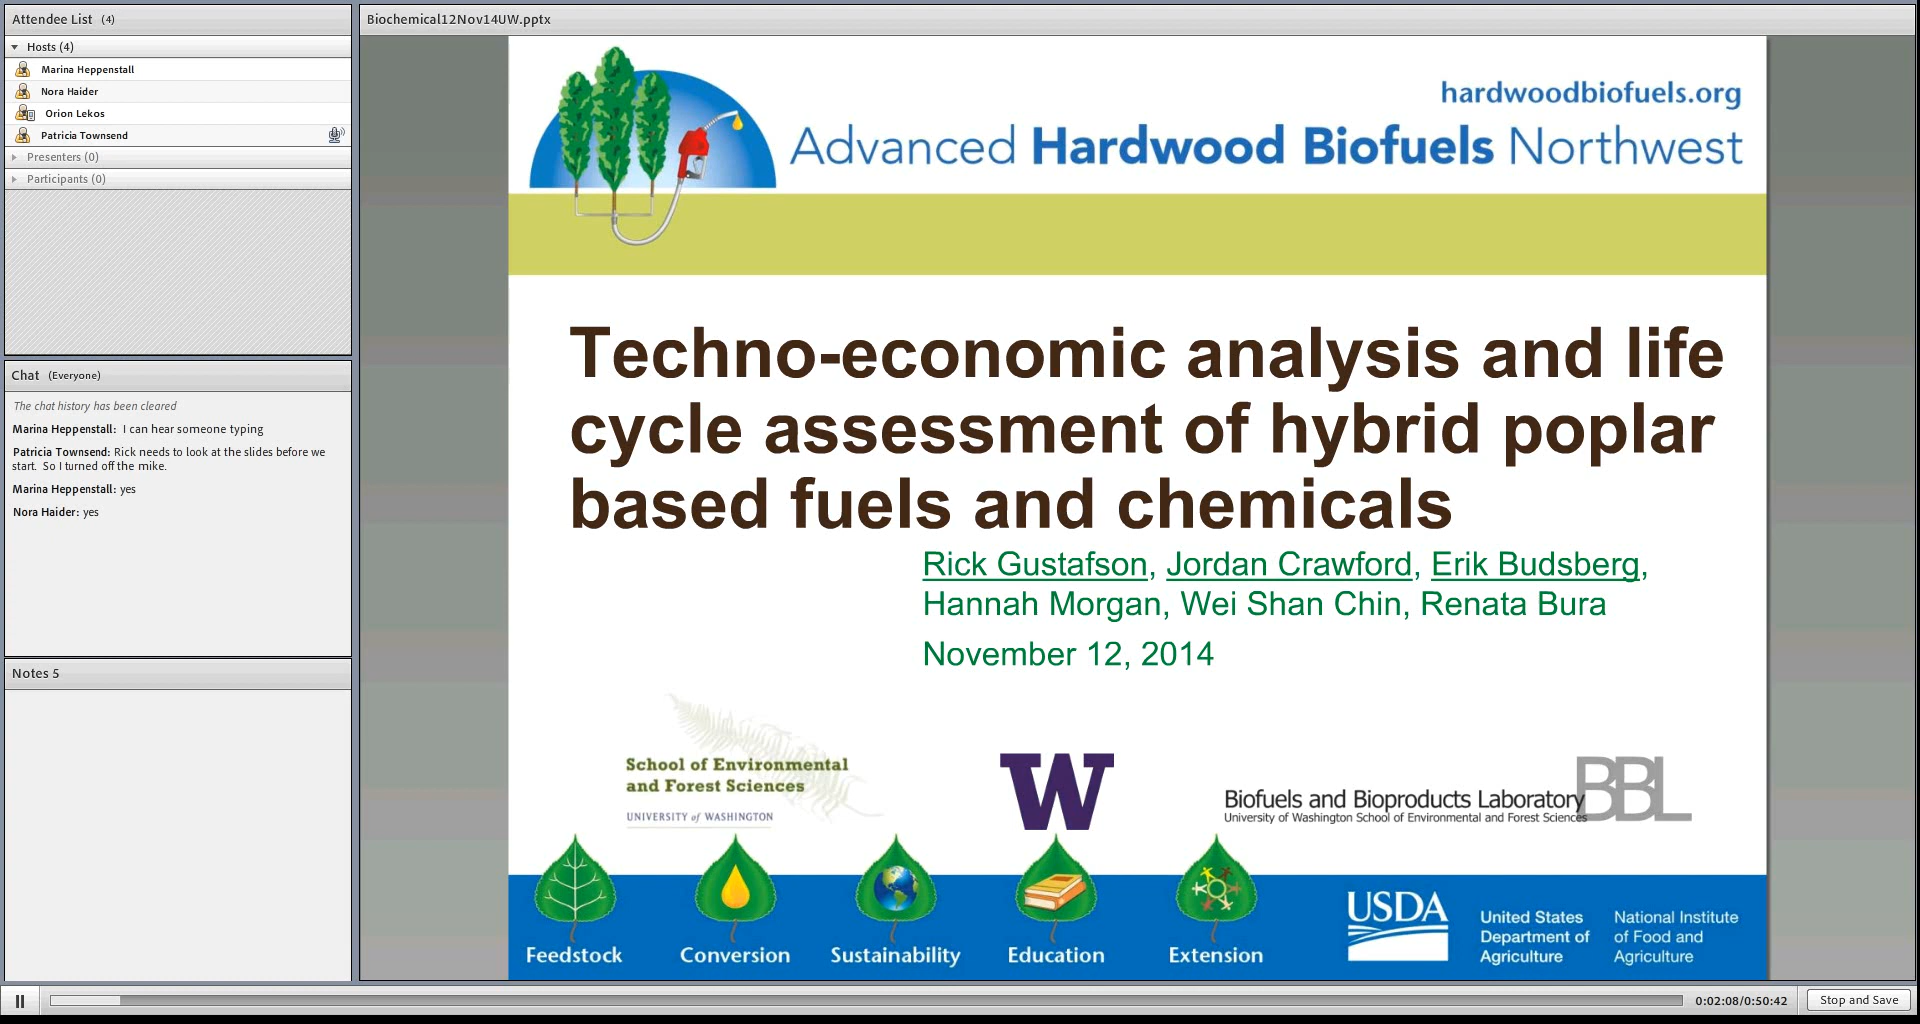 Attendee List (4)
Hosts (4)
Marina Heppenstall
Nora Haider
Orion Lekos
Patricia Townsend
Presenters (0)
Participants (0)
Chat (Everyone)
The chat history has been cleared
Marina Heppenstall: I can hear someone typing
Patricia Townsend: Rick needs to look at the slides before we
start. So I turned off the mike.
Marina Heppenstall: yes
Nora Haider: yes
Notes 5
Biochemical12Nov14UW.pptx
hardwoodbiofuels.org
Advanced Hardwood Biofuels Northwest
Techno-economic analysis and life
cycle assessment of hybrid poplar
based fuels and chemicals
Rick Gustafson, Jordan Crawford, Erik Budsberg,
Hannah Morgan, Wei Shan Chin, Renata Bura
November 12, 2014
School of Environmental
and Forest Sciences
UNIVERSITY of WASHINGTON
W
Biofuels and Bioproducts Laboratory
University of Washington School of Environmental and Forest Sciences
BBL
Feedstock
Conversion
Sustainability
Education
Extension
USDA
United States
Department of
Agriculture
National Institute
of Food and
Agriculture
0:02:08/0:50:42
Stop and Save